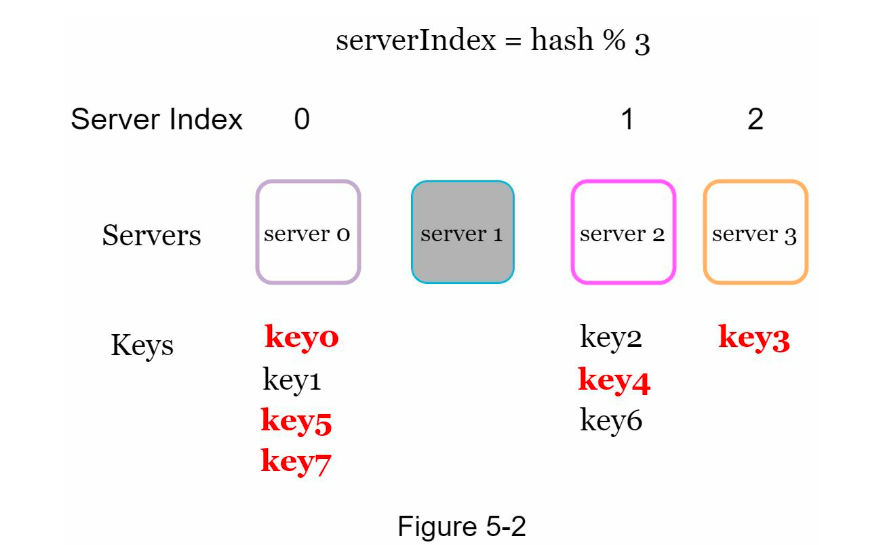 serverIndex = hash % 3
Server Index 0 1 2
Servers server 0 server 1 server 2 server 3
Keys key0 key2 key3
key1 key4
key5 key6
key7
Figure 5-2